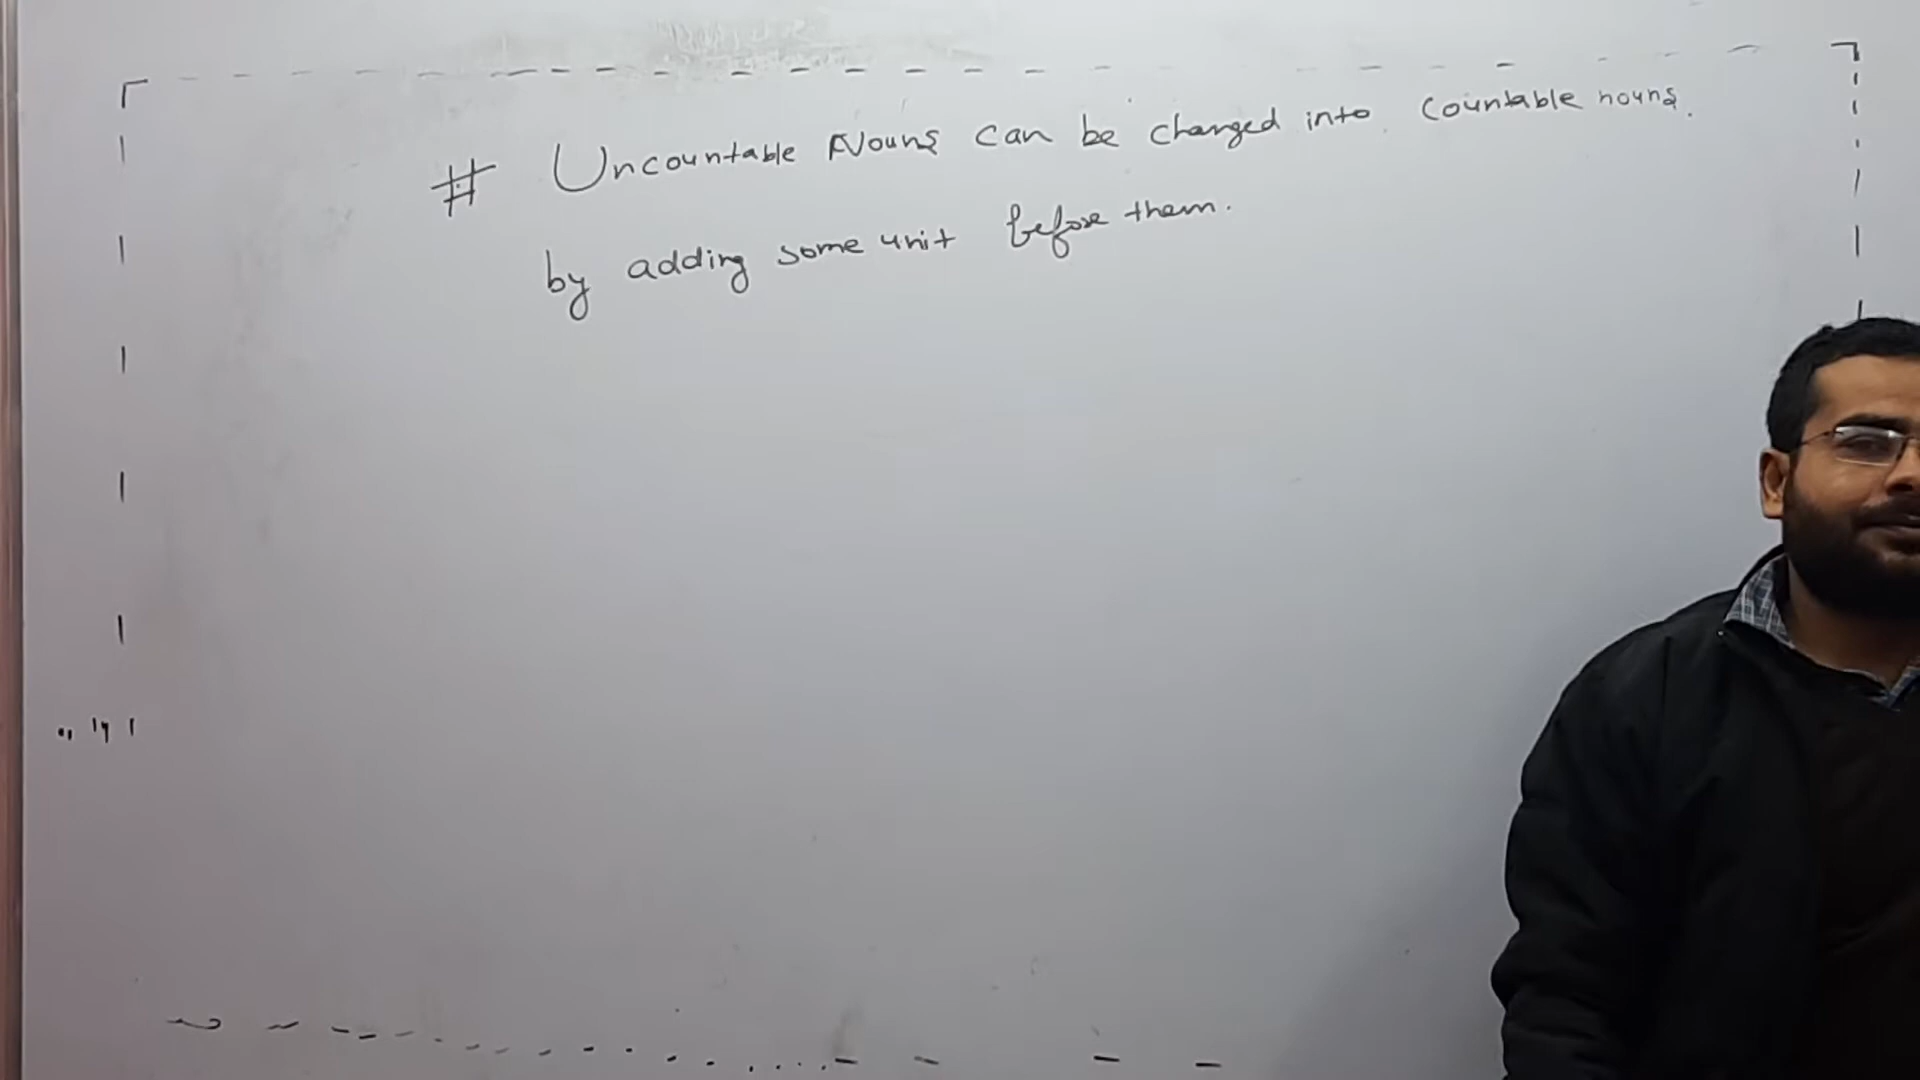 # Uncountable Nouns can be changed into countable nouns.
by adding some unit before them.